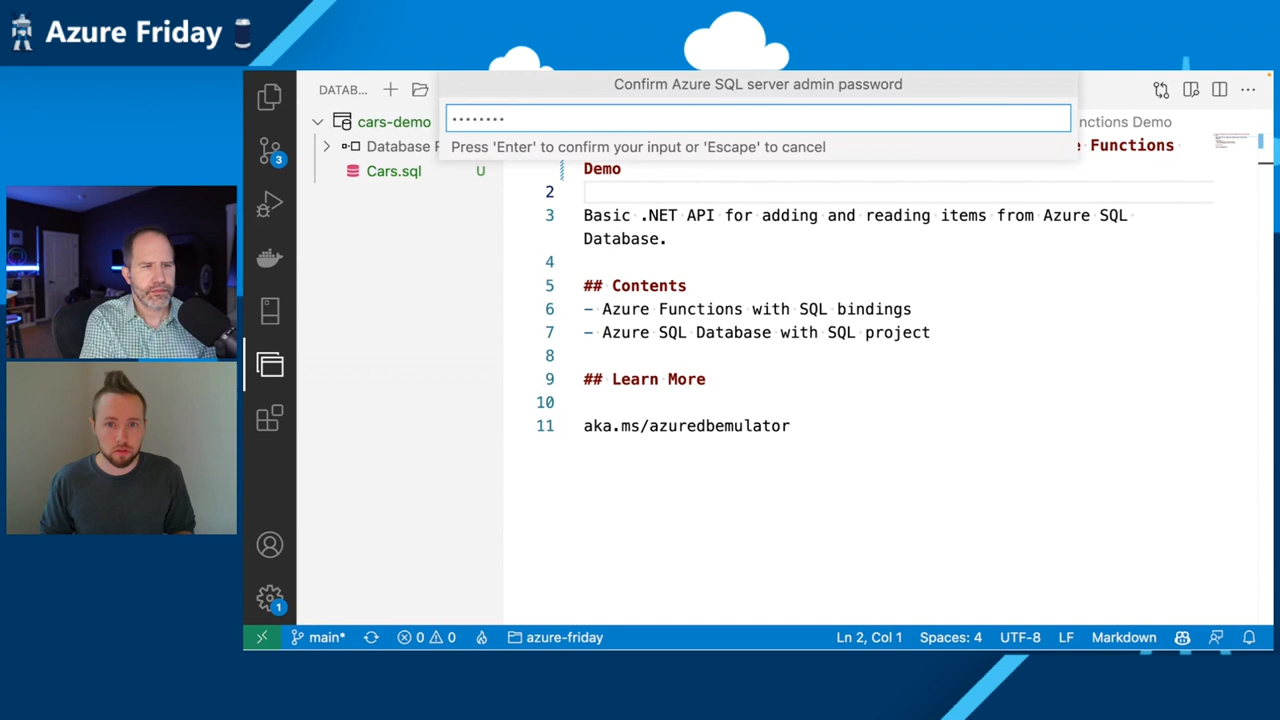 Azure Friday
DATAB...
Confirm Azure SQL server admin password
••••••••
Press 'Enter' to confirm your input or 'Escape' to cancel
cars-demo
Database
Cars.sql U
3
nctions Demo
Functions
Demo
2
3 Basic .NET API for adding and reading items from Azure SQL
Database.
4
5 ## Contents
6 - Azure Functions with SQL bindings
7 - Azure SQL Database with SQL project
8
9 ## Learn More
10
11 aka.ms/azuredbemulator
1
main* 0 0 azure-friday Ln 2, Col 1 Spaces: 4 UTF-8 LF Markdown